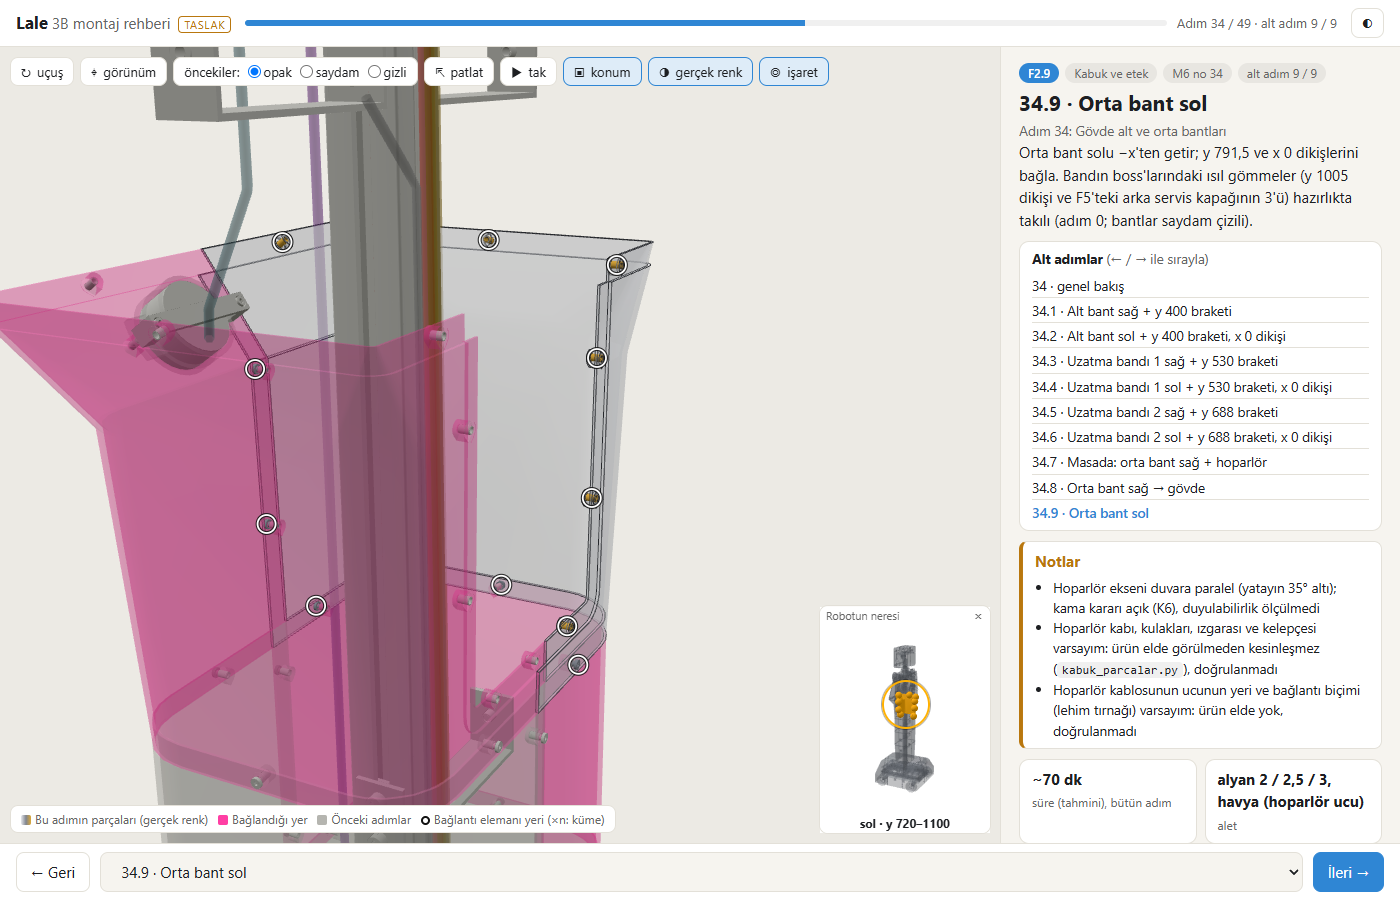 Lale 3B montaj rehberi TASLAK
Adım 34 / 49 · alt adım 9 / 9
↻ uçuş
⌖ görünüm
öncekiler: opak saydam gizli
↖ patlat
▶ tak
▣ konum
◑ gerçek renk
◎ işaret
F2.9 Kabuk ve etek M6 no 34 alt adım 9 / 9
34.9 · Orta bant sol
Adım 34: Gövde alt ve orta bantları
Orta bant solu −x'ten getir; y 791,5 ve x 0 dikişlerini
bağla. Bandın boss'larındaki ısıl gömmeler (y 1005
dikişi ve F5'teki arka servis kapağının 3'ü) hazırlıkta
takılı (adım 0; bantlar saydam çizili).
Alt adımlar (← / → ile sırayla)
34 · genel bakış
34.1 · Alt bant sağ + y 400 braketi
34.2 · Alt bant sol + y 400 braketi, x 0 dikişi
34.3 · Uzatma bandı 1 sağ + y 530 braketi
34.4 · Uzatma bandı 1 sol + y 530 braketi, x 0 dikişi
34.5 · Uzatma bandı 2 sağ + y 688 braketi
34.6 · Uzatma bandı 2 sol + y 688 braketi, x 0 dikişi
34.7 · Masada: orta bant sağ + hoparlör
34.8 · Orta bant sağ → gövde
34.9 · Orta bant sol
Notlar
• Hoparlör ekseni duvara paralel (yatayın 35° altı);
kama kararı açık (K6), duyulabilirlik ölçülmedi
• Hoparlör kabı, kulakları, ızgarası ve kelepçesi
varsayım: ürün elde görülmeden kesinleşmez
(kabuk_parcalar.py), doğrulanmadı
• Hoparlör kablosunun ucunun yeri ve bağlantı biçimi
(lehim tırnağı) varsayım: ürün elde yok,
doğrulanmadı
~70 dk
süre (tahmini), bütün adım
alyan 2 / 2,5 / 3,
havya (hoparlör ucu)
alet
Robotun neresi ×
sol · y 720–1100
Bu adımın parçaları (gerçek renk) Bağlandığı yer Önceki adımlar Bağlantı elemanı yeri (×n: küme)
← Geri
34.9 · Orta bant sol
İleri →